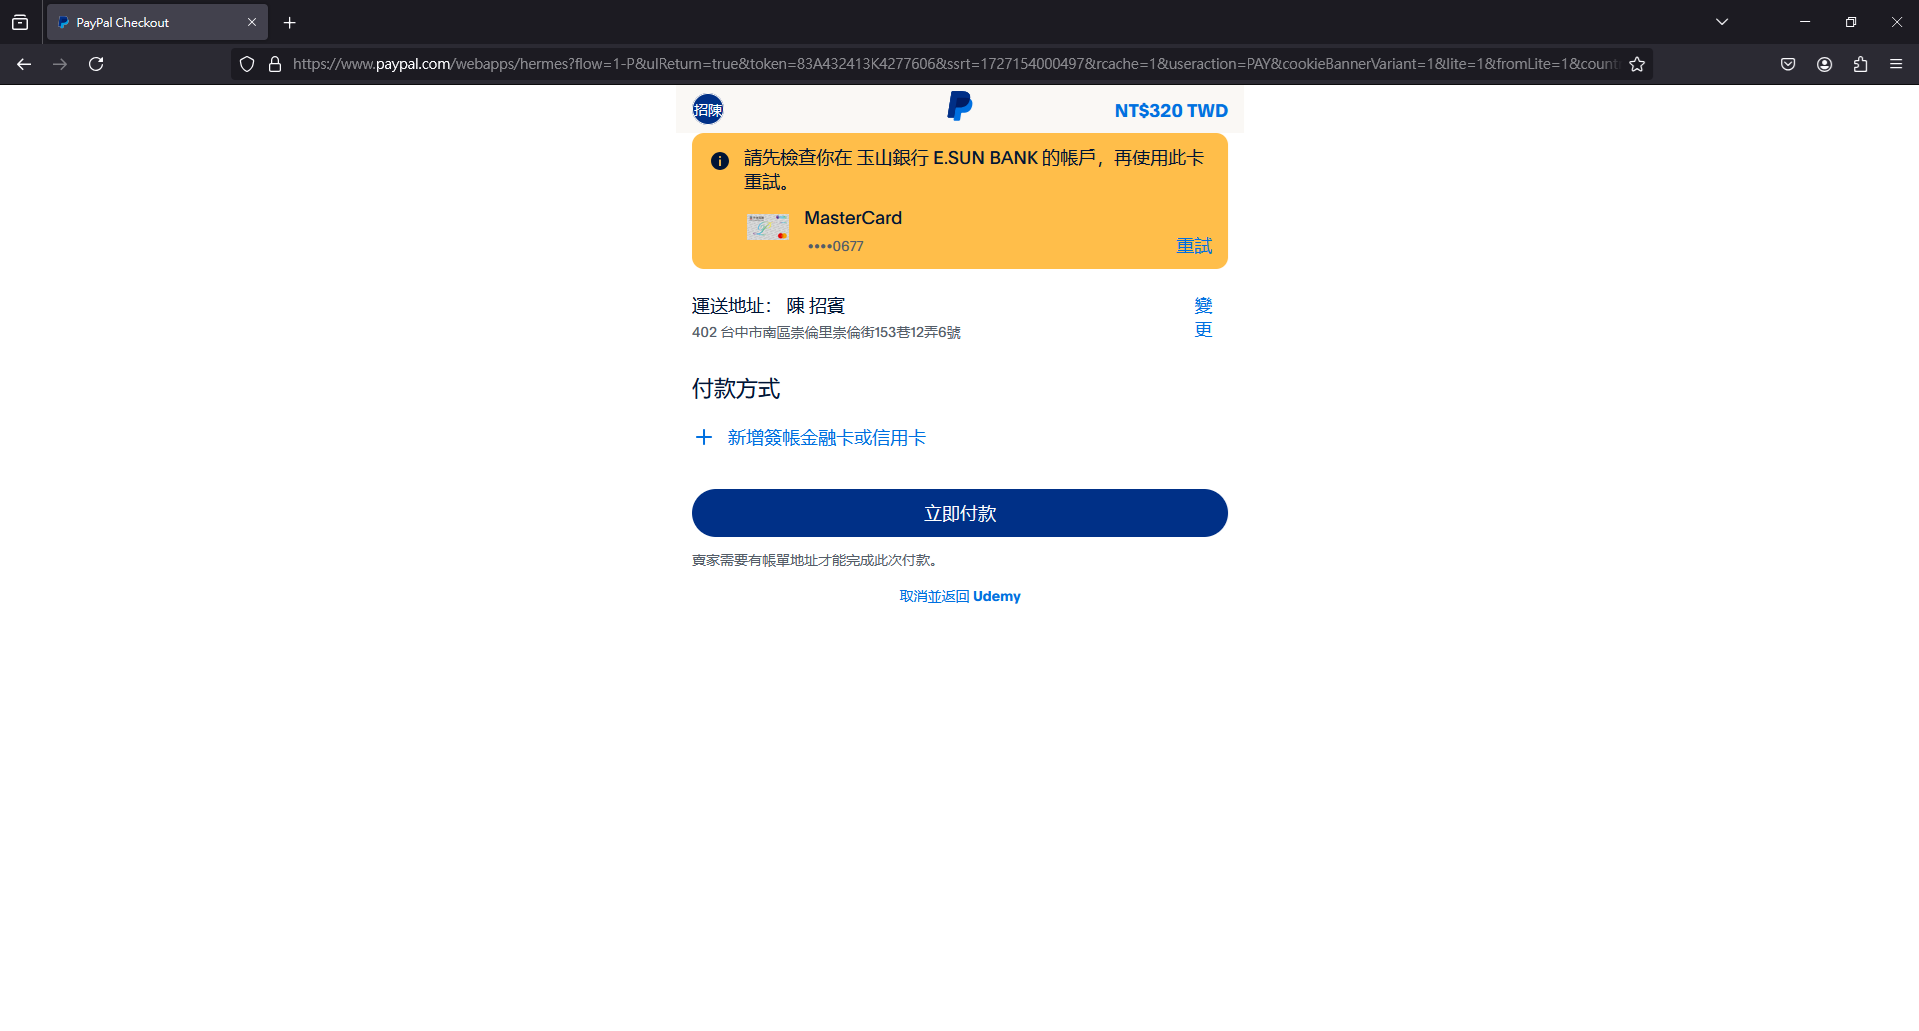 PayPal Checkout
https://www.paypal.com/webapps/hermes?flow=1-P&ulReturn=true&token=83A432413K4277606&ssrt=1727154000497&rcache=1&useraction=PAY&cookieBannerVariant=1&lite=1&fromLite=1&count
招陳
NT$320 TWD
請先檢查你在 玉山銀行 E.SUN BANK 的帳戶，再使用此卡
重試。
MasterCard
••••0677
重試
運送地址： 陳 招賓
變
更
402 台中市南區崇倫里崇倫街153巷12弄6號
付款方式
新增簽帳金融卡或信用卡
立即付款
賣家需要有帳單地址才能完成此次付款。
取消並返回 Udemy